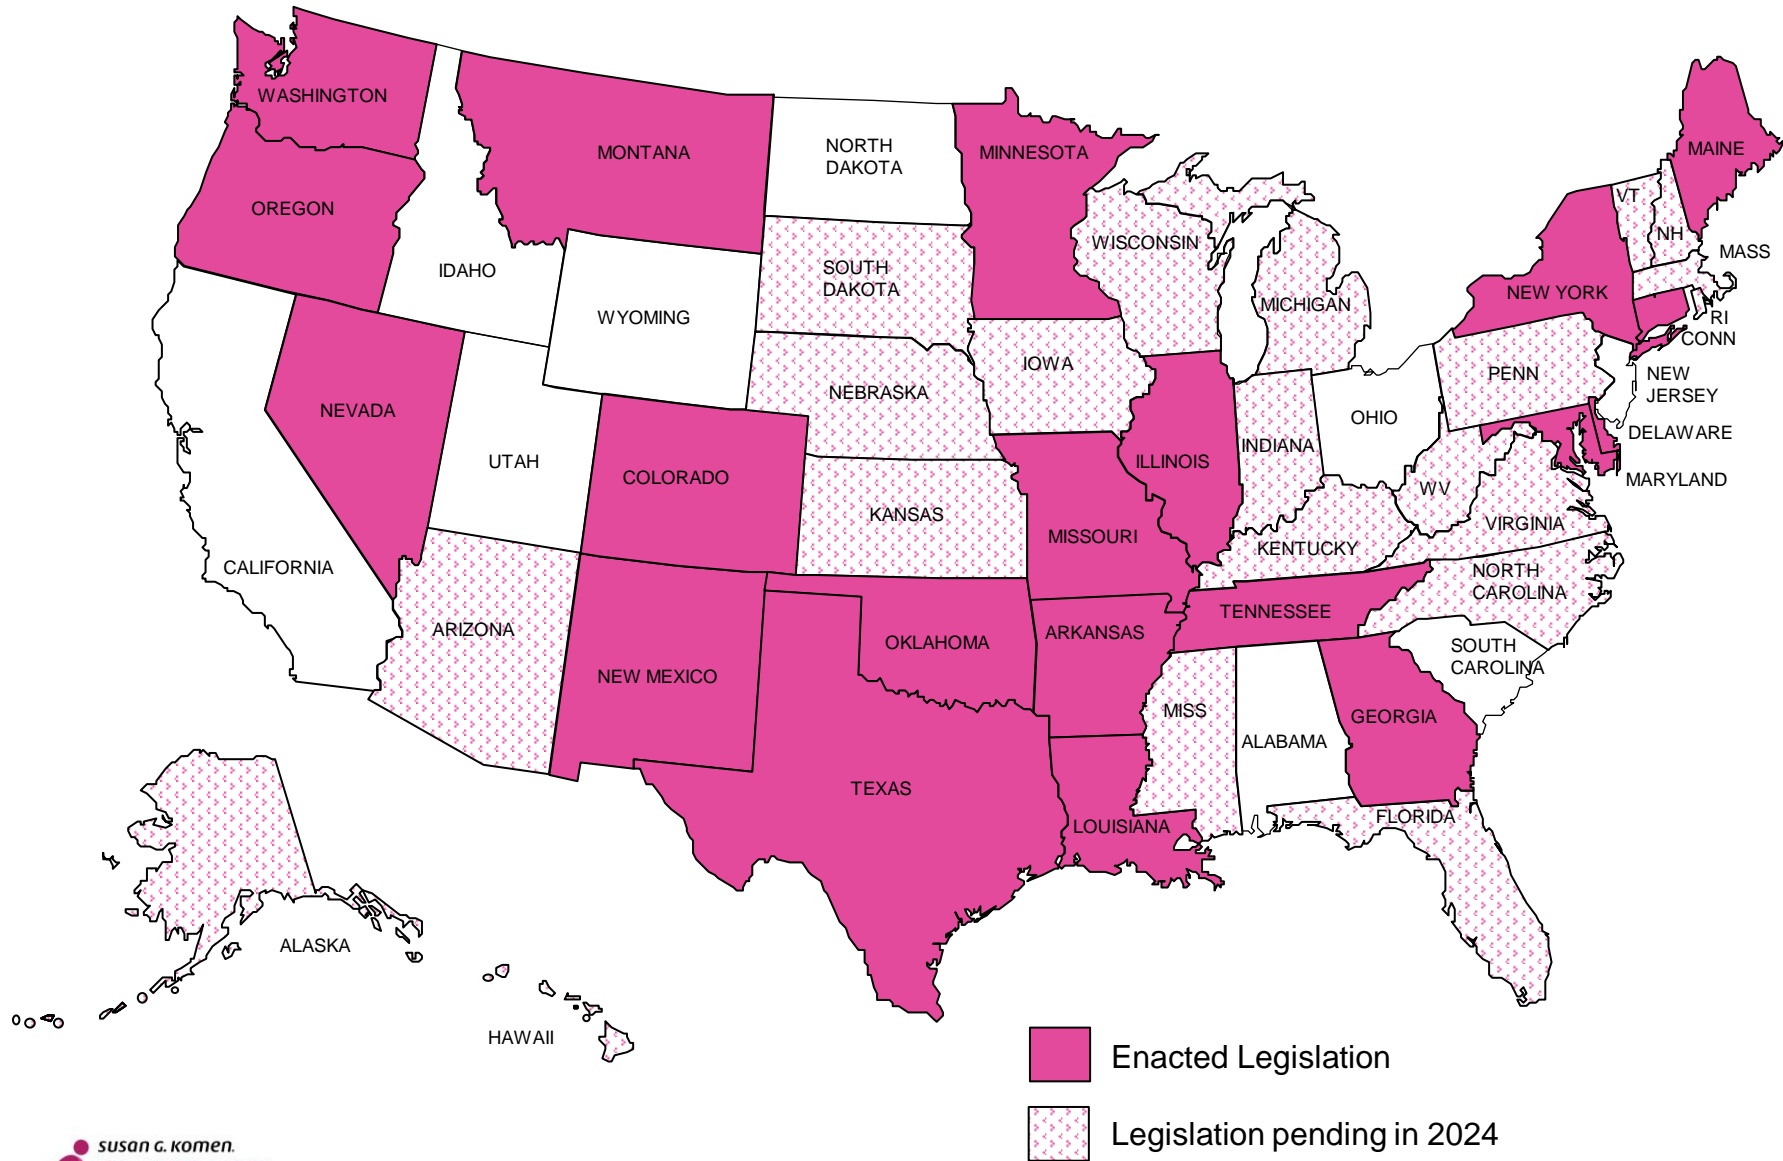 WASHINGTON
MONTANA
NORTH
DAKOTA
MINNESOTA
MAINE
OREGON
VT
NH
MASS
IDAHO
SOUTH
DAKOTA
WISCONSIN
MICHIGAN
NEW YORK
RI
CONN
WYOMING
IOWA
PENN
NEW
JERSEY
NEBRASKA
NEVADA
OHIO
INDIANA
DELAWARE
UTAH
COLORADO
ILLINOIS
WV
MARYLAND
KANSAS
MISSOURI
KENTUCKY
VIRGINIA
CALIFORNIA
NORTH
CAROLINA
ARIZONA
OKLAHOMA
ARKANSAS
TENNESSEE
SOUTH
CAROLINA
NEW MEXICO
MISS
ALABAMA
GEORGIA
TEXAS
LOUISIANA
FLORIDA
ALASKA
HAWAII
Enacted Legislation
Legislation pending in 2024
susan G. komen.